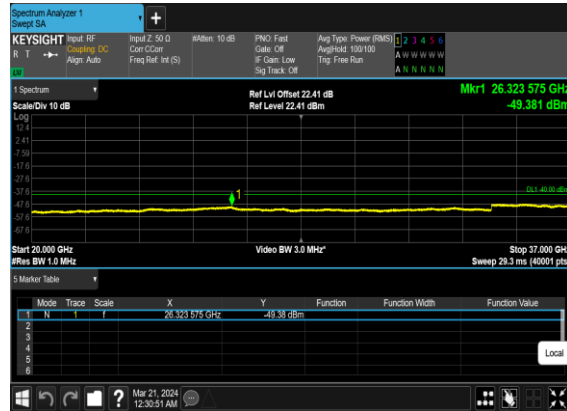 Spectrum Analyzer 1
Swept SA
+
KEYSIGHT Input: RF Input Z: 50 Ω #Atten: 10 dB PNO: Fast Avg Type: Power (RMS) 1 2 3 4 5 6
R T Coupling: DC Corr CCorr Gate: Off Avg|Hold: 100/100 A W W W W W
Align: Auto Freq Ref: Int (S) IF Gain: Low Trig: Free Run
Sig Track: Off A N N N N N
1 Spectrum Ref Lvl Offset 22.41 dB Mkr1 26.323 575 GHz
Scale/Div 10 dB Ref Level 22.41 dBm -49.381 dBm
Log
12.4
2.41
-7.59
-17.6
-27.6
-37.6 1 DL1 -40.00 dBm
-47.6
-57.6
-67.6
Start 20.000 GHz Video BW 3.0 MHz* Stop 37.000 GHz
#Res BW 1.0 MHz Sweep 29.3 ms (40001 pts)
5 Marker Table
Mode Trace Scale X Y Function Function Width Function Value
1 N 1 f 26.323 575 GHz -49.38 dBm
2
3
4
5
6
Local
? Mar 21, 2024
12:30:51 AM